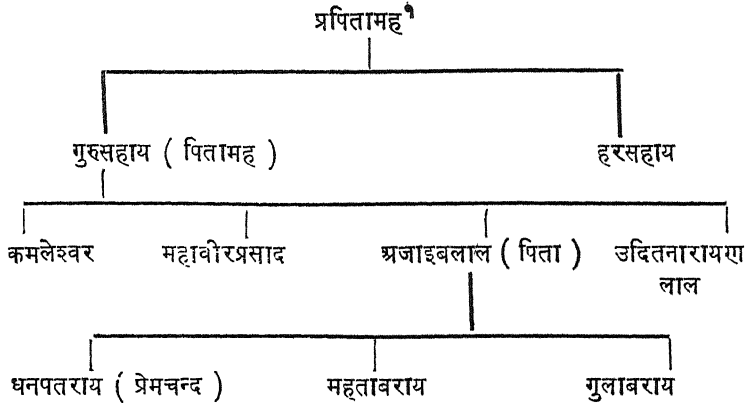 प्रपितामह१
गुरुसहाय ( पितामह ) हरसहाय
कमलेश्वर महावीरप्रसाद अजाइबलाल ( पिता ) उदितनारायण
लाल
धनपतराय ( प्रेमचन्द ) महताबराय गुलाबराय